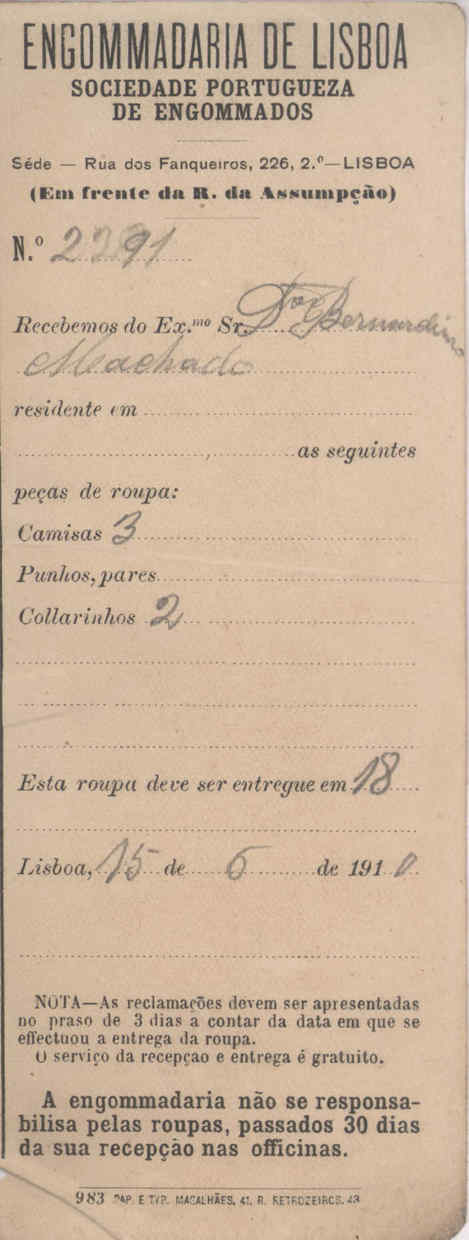 ENGOMMADARIA DE LISBOA
SOCIEDADE PORTUGUEZA
DE ENGOMMADOS
Séde — Rua dos Fanqueiros, 226, 2.º—LISBOA
(Em frente da R. da Assumpção)
N.º 2391
Recebemos do Ex.mo Sr. Dor Bernardino
Machado
residente em
as seguintes
peças de roupa:
Camisas 3
Punhos, pares
Collarinhos 2
Esta roupa deve ser entregue em 18
Lisboa, 15 de 6 de 1910
NOTA—As reclamações devem ser apresentadas
no praso de 3 dias a contar da data em que se
effectuou a entrega da roupa.
O serviço da recepção e entrega é gratuito.
A engommadaria não se responsa-
bilisa pelas roupas, passados 30 dias
da sua recepção nas officinas.
983 PAP. E TYP. MAGALHÃES, 41, R. RETROZEIROS, 43